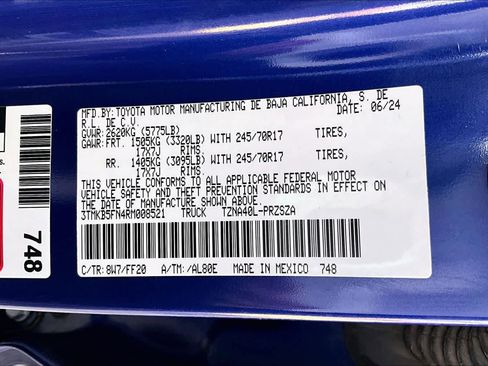 MFD.BY:TOYOTA MOTOR MANUFACTURING DE BAJA CALIFORNIA, S. DE
R.L. DE C.V. 06/24
GVWR: 2620KG (5775LB)
GAWR:FRT. 1505KG (3320LB) WITH 245/70R17 TIRES,
17X7J RIMS.
RR. 1405KG (3095LB) WITH 245/70R17 TIRES,
17X7J RIMS.
THIS VEHICLE CONFORMS TO ALL APPLICABLE FEDERAL MOTOR
VEHICLE SAFETY AND THEFT PREVENTION STANDARDS IN EFFECT ON
THE DATE OF MANUFACTURE SHOWN ABOVE.
3TMKB5FN4RM008521 TRUCK TZNA40L-PRZSZA
C/TR: 8W7/FF20 A/TM: /AL80E MADE IN MEXICO 748
748